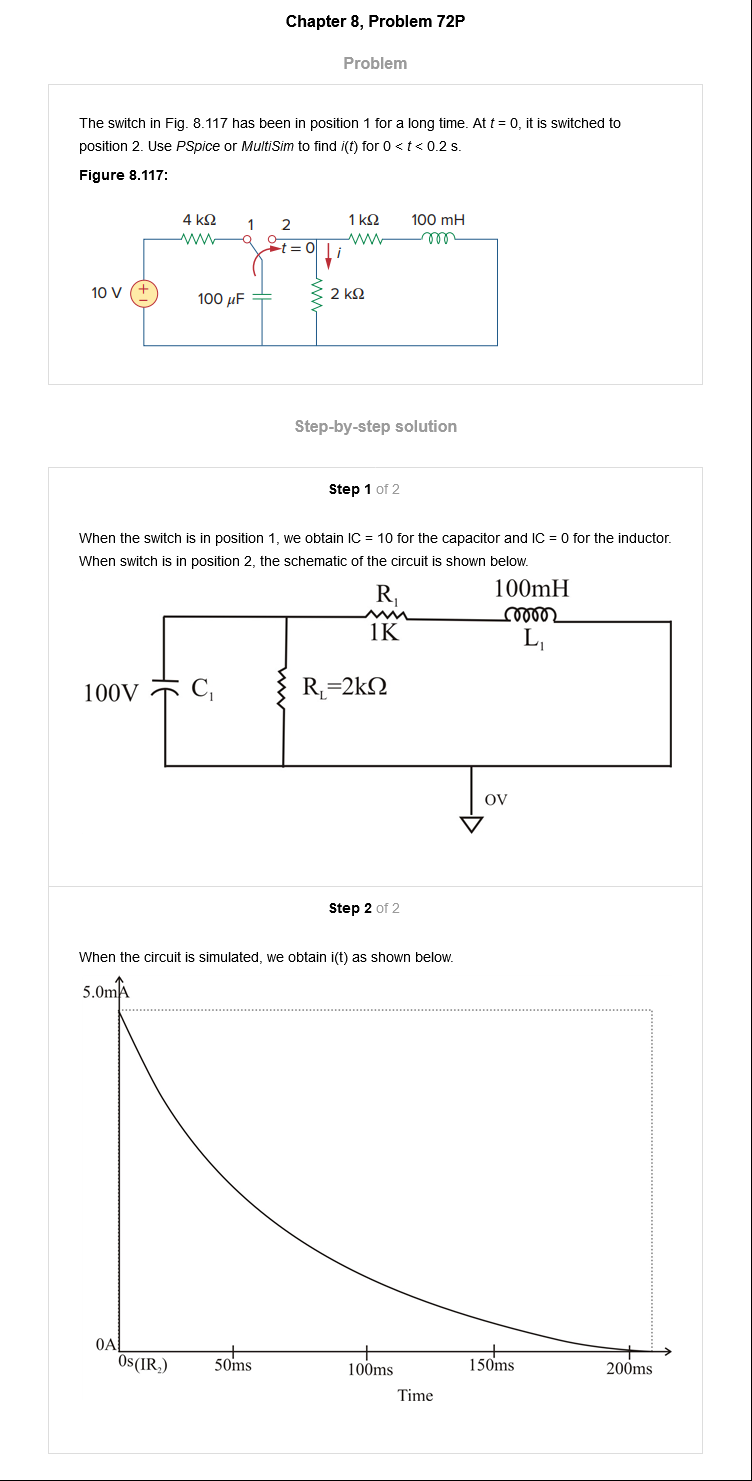 Chapter 8, Problem 72P
Problem
The switch in Fig. 8.117 has been in position 1 for a long time. At t = 0, it is switched to
position 2. Use PSpice or MultiSim to find i(t) for 0 < t < 0.2 s.
Figure 8.117:
4 kΩ 1 2 1 kΩ 100 mH
t = 0 i
10 V + − 100 μF 2 kΩ
Step-by-step solution
Step 1 of 2
When the switch is in position 1, we obtain IC = 10 for the capacitor and IC = 0 for the inductor.
When switch is in position 2, the schematic of the circuit is shown below.
R₁ 100mH
1K L₁
100V C₁ R_L=2kΩ
OV
Step 2 of 2
When the circuit is simulated, we obtain i(t) as shown below.
5.0mA
0A
0s(IR₂) 50ms 100ms 150ms 200ms
Time